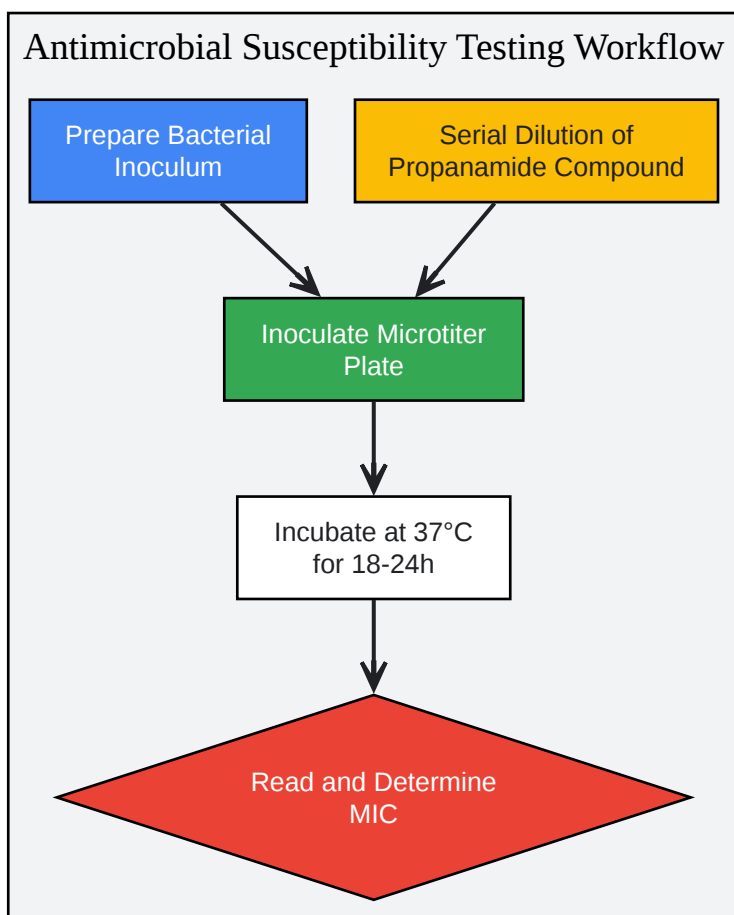 Antimicrobial Susceptibility Testing Workflow
Prepare Bacterial
Inoculum
Serial Dilution of
Propanamide Compound
Inoculate Microtiter
Plate
Incubate at 37°C
for 18-24h
Read and Determine
MIC